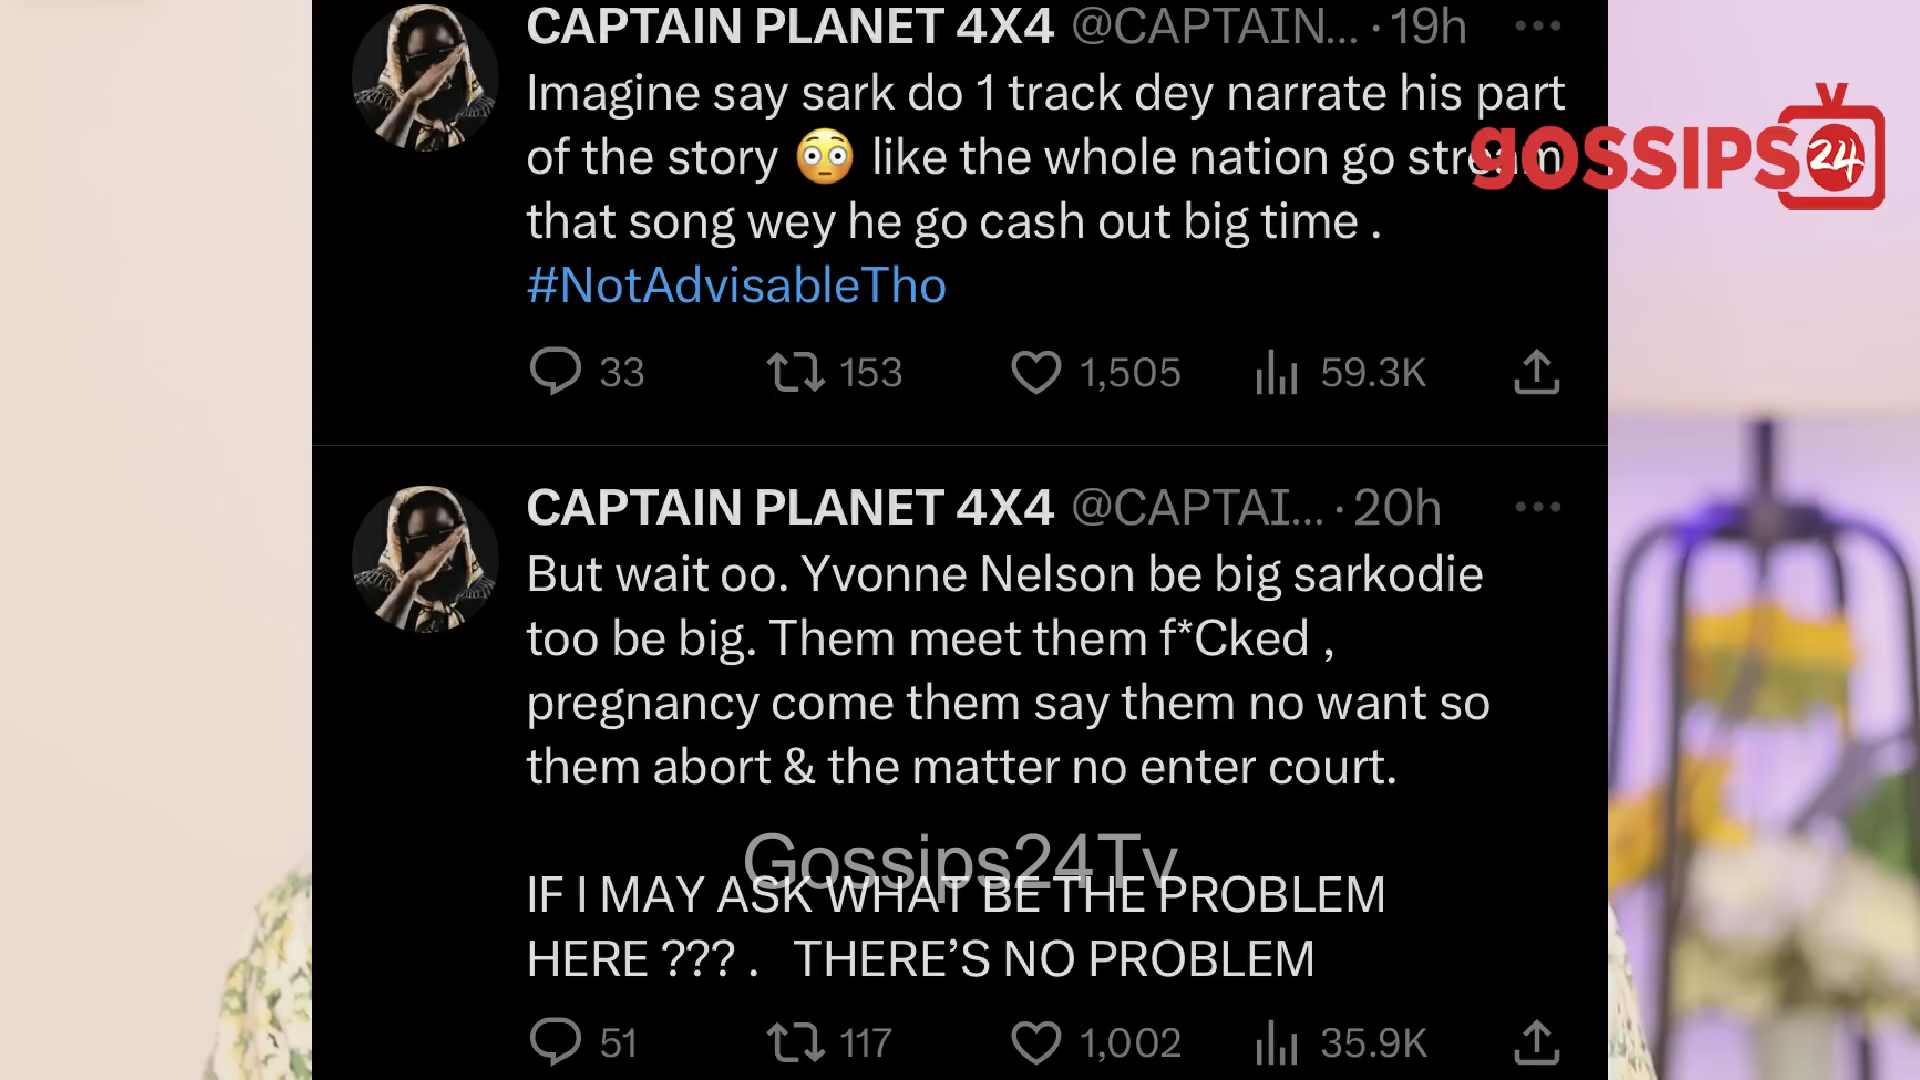 CAPTAIN PLANET 4X4 @CAPTAIN... · 19h
Imagine say sark do 1 track dey narrate his part
of the story 😳 like the whole nation go stream
that song wey he go cash out big time .
#NotAdvisableTho
33 153 1,505 59.3K
GOSSIPS24
CAPTAIN PLANET 4X4 @CAPTAI... · 20h
But wait oo. Yvonne Nelson be big sarkodie
too be big. Them meet them f*Cked ,
pregnancy come them say them no want so
them abort & the matter no enter court.
Gossips24Tv
IF I MAY ASK WHAT BE THE PROBLEM
HERE ??? . THERE’S NO PROBLEM
51 117 1,002 35.9K